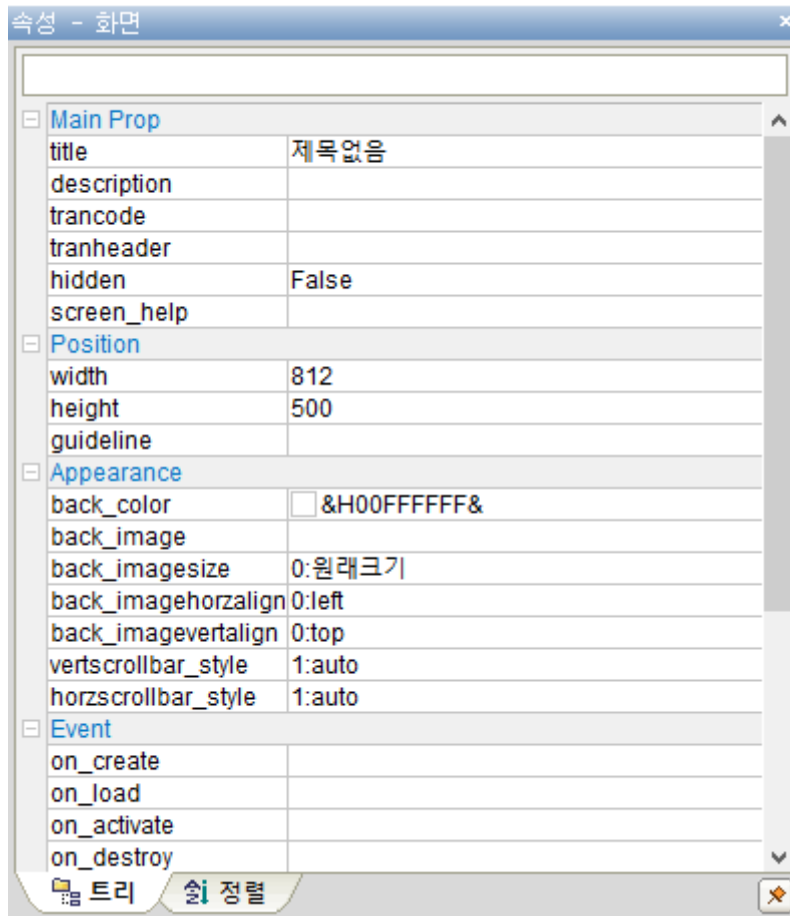 속성 - 화면
Main Prop
title 제목없음
description
trancode
tranheader
hidden False
screen_help
Position
width 812
height 500
guideline
Appearance
back_color &H00FFFFFF&
back_image
back_imagesize 0:원래크기
back_imagehorzalign 0:left
back_imagevertalign 0:top
vertscrollbar_style 1:auto
horzscrollbar_style 1:auto
Event
on_create
on_load
on_activate
on_destroy
트리 정렬